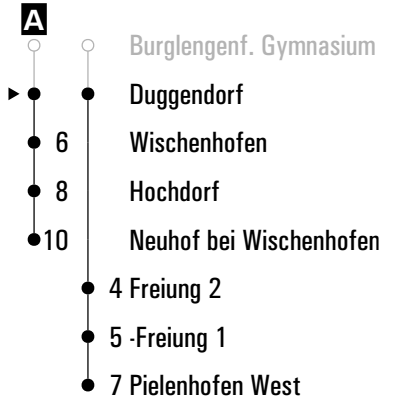 A
Burglengenf. Gymnasium
Duggendorf
6 Wischenhofen
8 Hochdorf
10 Neuhof bei Wischenhofen
4 Freiung 2
5 -Freiung 1
7 Pielenhofen West